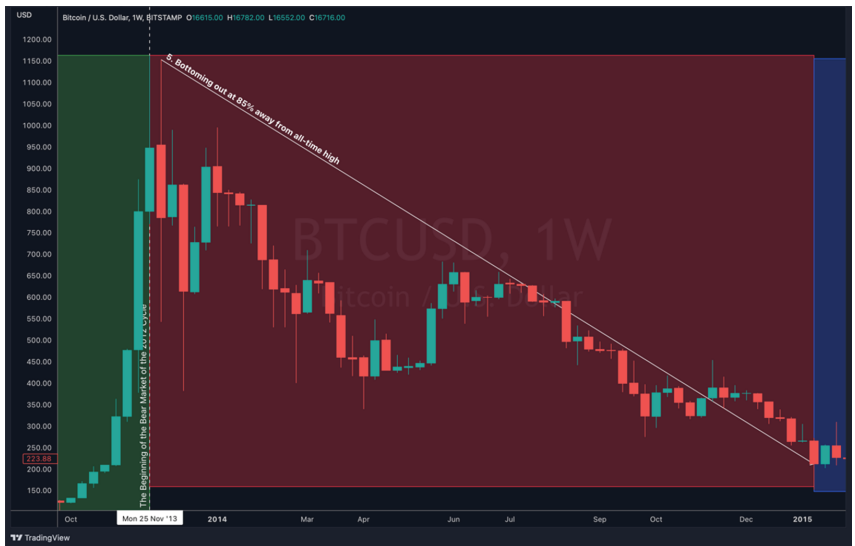 USD
Bitcoin / U.S. Dollar, 1W, BITSTAMP O16615.00 H16782.00 L16552.00 C16716.00
1200.00
1150.00
1100.00
1050.00
1000.00
950.00
900.00
850.00
800.00
750.00
700.00
650.00
600.00
550.00
500.00
450.00
400.00
350.00
300.00
250.00
223.88
200.00
150.00
5. Bottoming out at 85% away from all-time high
BTCUSD, 1W
Bitcoin / U.S. Dollar
The Beginning of the Bear Market of the 2012 Cycle
Oct
Mon 25 Nov '13
2014
Mar
Apr
Jun
Jul
Sep
Oct
Dec
2015
TradingView